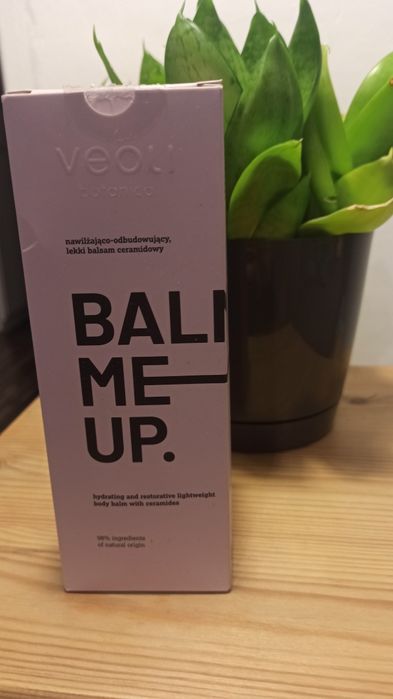 veoli
botanica
nawilżająco-odbudowujący,
lekki balsam ceramidowy
BALM
ME
UP.
hydrating and restorative lightweight
body balm with ceramides
98% ingredients
of natural origin